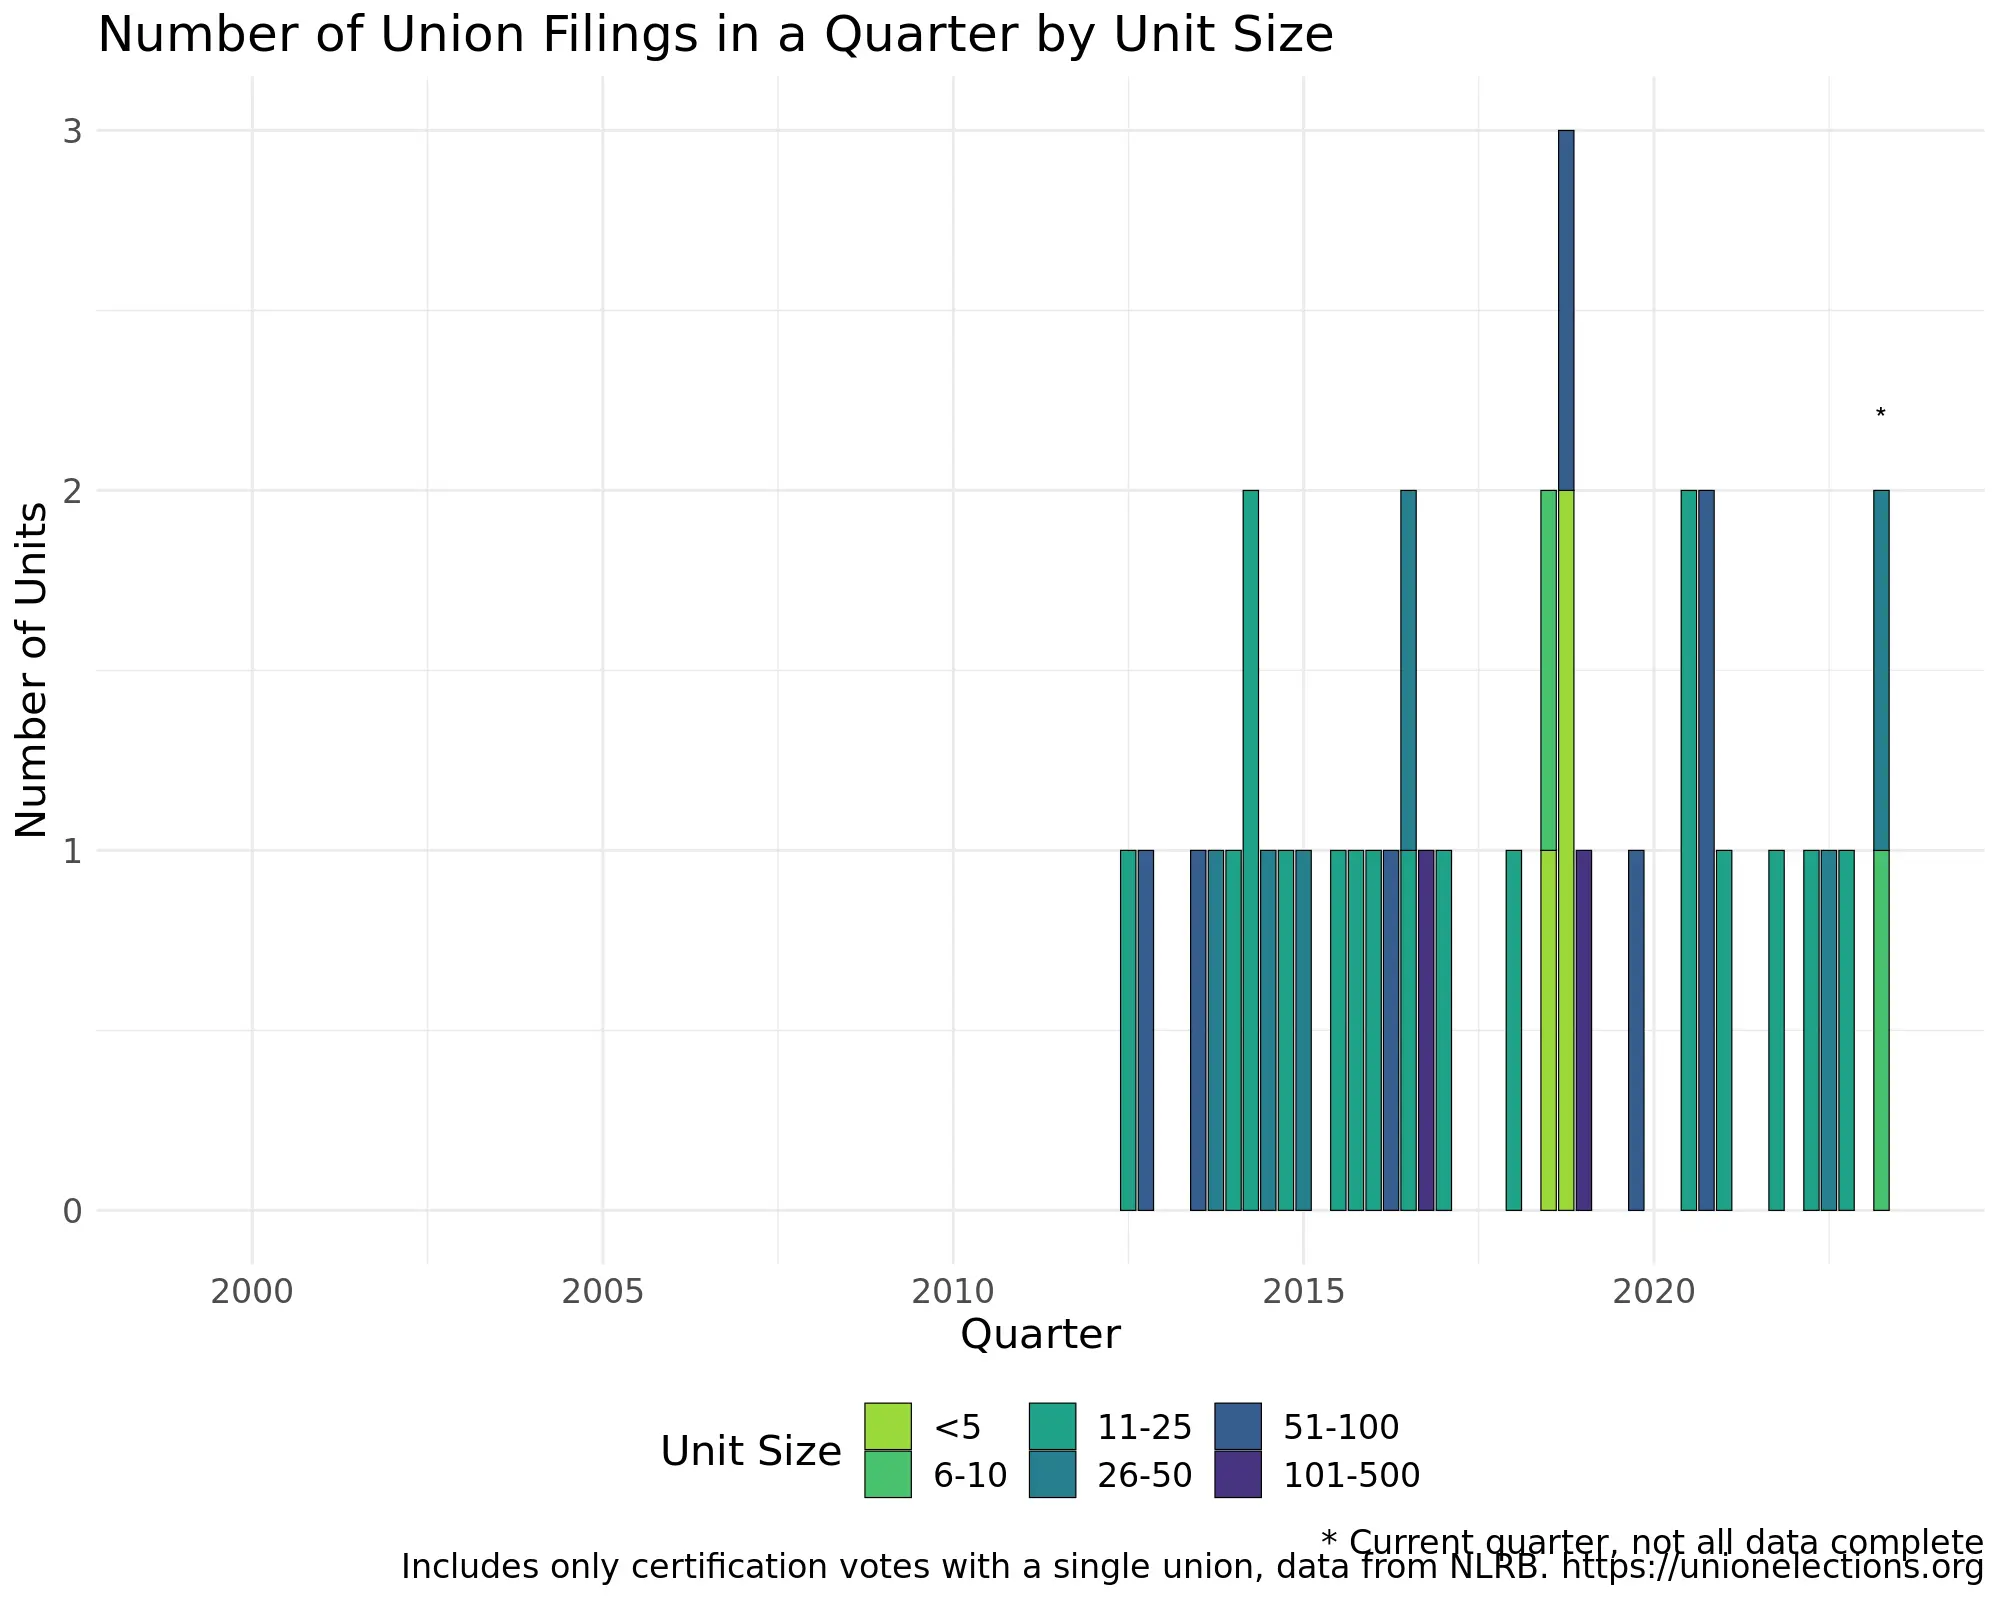 Number of Union Filings in a Quarter by Unit Size
Number of Units
3
2
1
0
*
2000 2005 2010 2015 2020
Quarter
Unit Size
<5 11-25 51-100
6-10 26-50 101-500
* Current quarter, not all data complete
Includes only certification votes with a single union, data from NLRB. https://unionelections.org